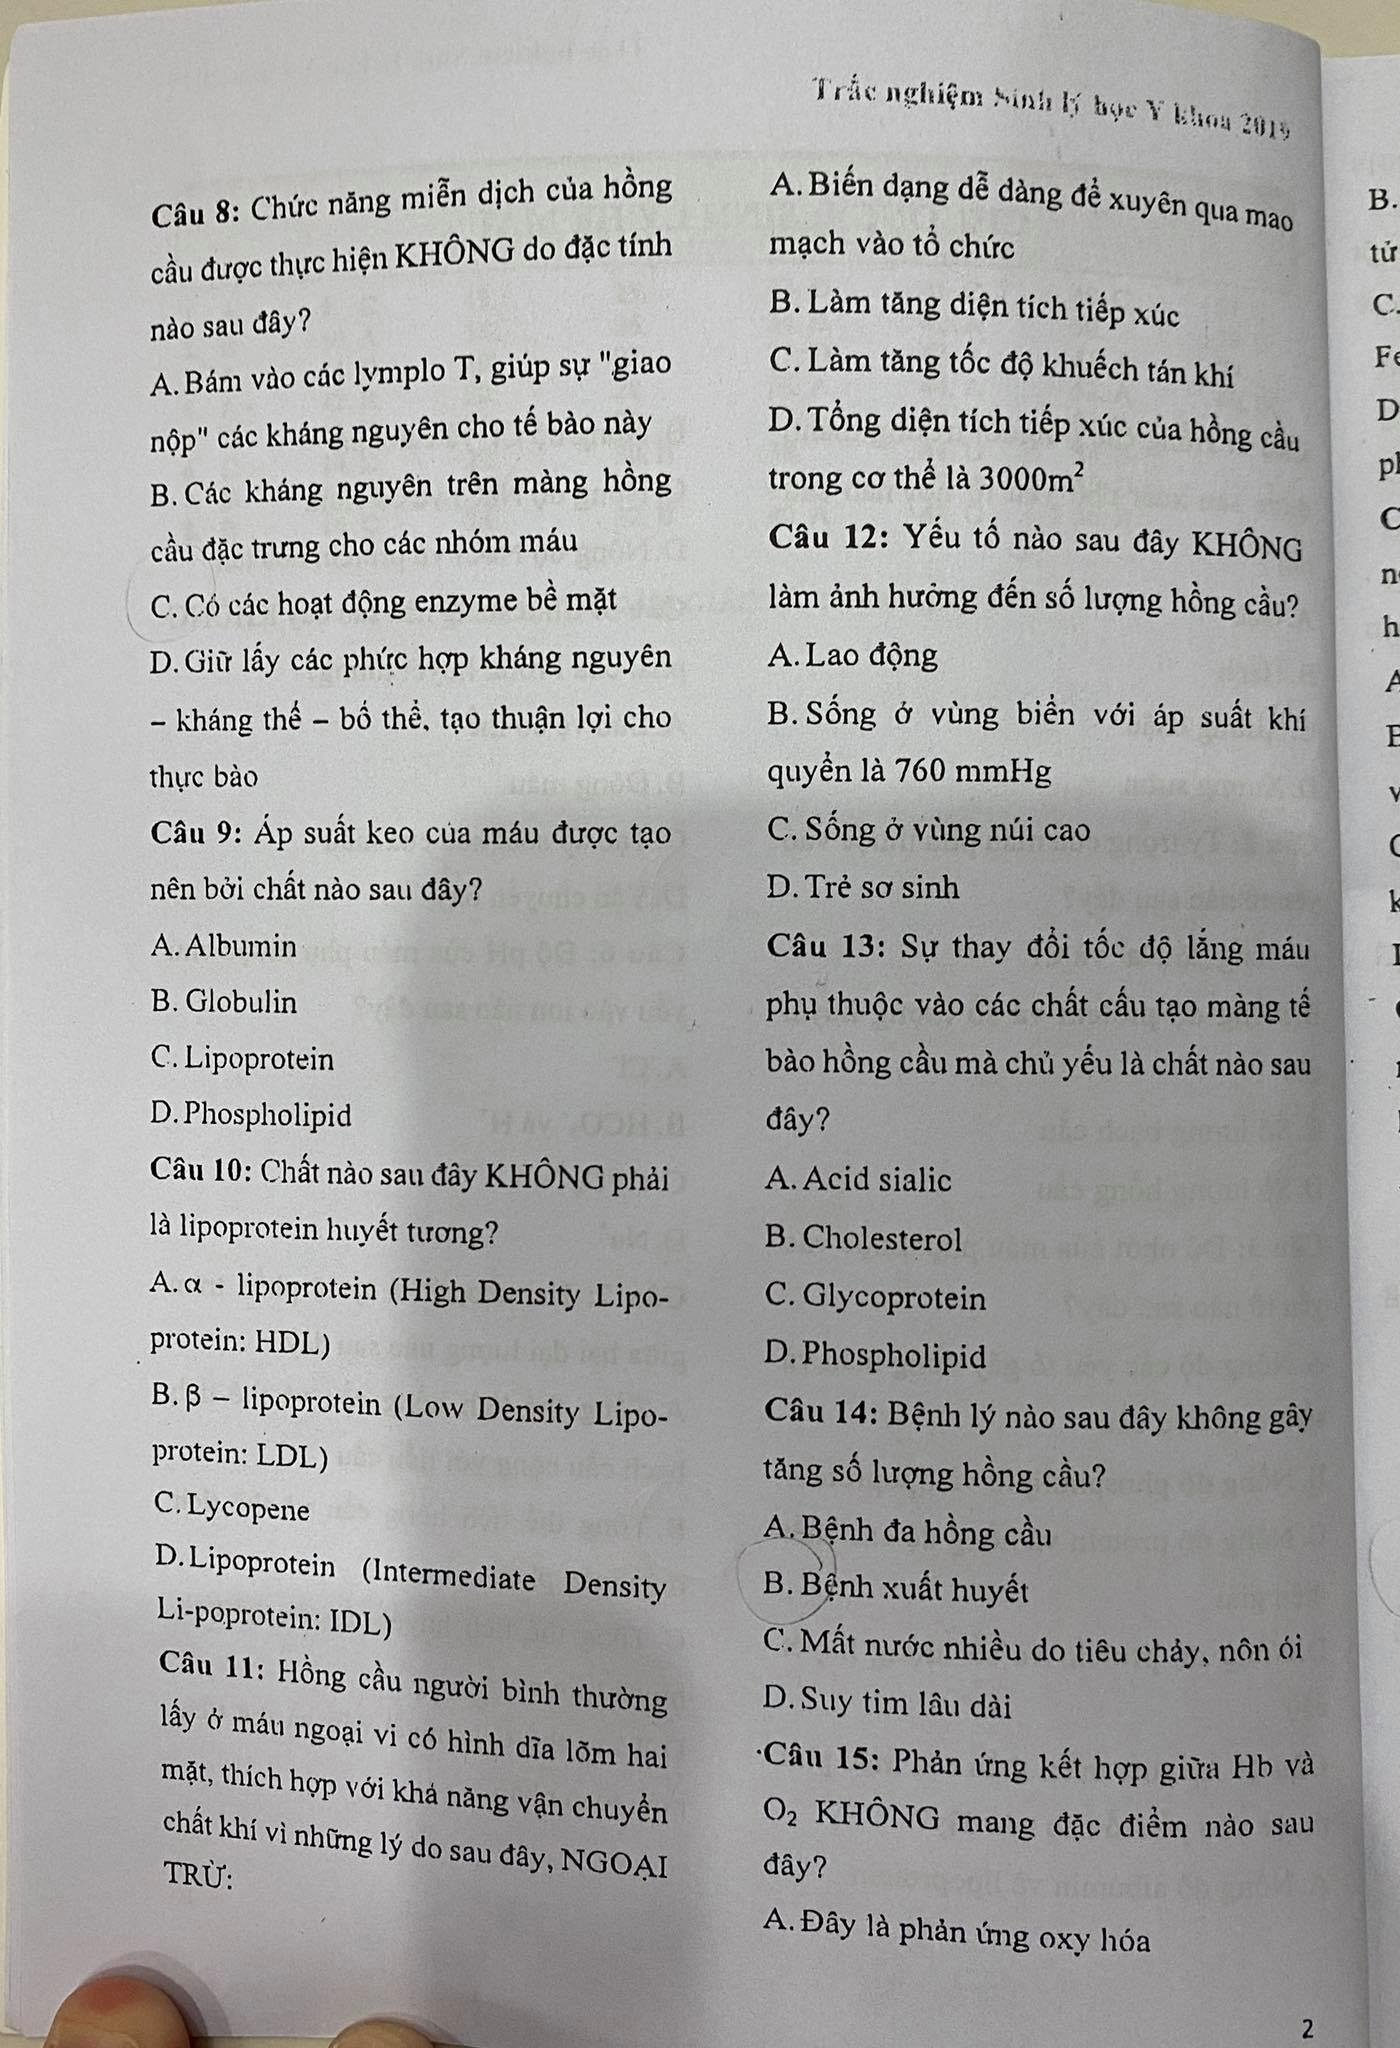 Trắc nghiệm Sinh lý học Y khoa 2019
Câu 8: Chức năng miễn dịch của hồng
cầu được thực hiện KHÔNG do đặc tính
nào sau đây?
A. Bám vào các lymplo T, giúp sự "giao
nộp" các kháng nguyên cho tế bào này
B. Các kháng nguyên trên màng hồng
cầu đặc trưng cho các nhóm máu
C. Có các hoạt động enzyme bề mặt
D. Giữ lấy các phức hợp kháng nguyên
– kháng thể – bổ thể, tạo thuận lợi cho
thực bào
Câu 9: Áp suất keo của máu được tạo
nên bởi chất nào sau đây?
A. Albumin
B. Globulin
C. Lipoprotein
D. Phospholipid
Câu 10: Chất nào sau đây KHÔNG phải
là lipoprotein huyết tương?
A. α - lipoprotein (High Density Lipo-
protein: HDL)
B. β – lipoprotein (Low Density Lipo-
protein: LDL)
C. Lycopene
D. Lipoprotein (Intermediate Density
Li-poprotein: IDL)
Câu 11: Hồng cầu người bình thường
lấy ở máu ngoại vi có hình dĩa lõm hai
mặt, thích hợp với khả năng vận chuyển
chất khí vì những lý do sau đây, NGOẠI
TRỪ:
A. Biến dạng dễ dàng để xuyên qua mao
mạch vào tổ chức
B. Làm tăng diện tích tiếp xúc
C. Làm tăng tốc độ khuếch tán khí
D. Tổng diện tích tiếp xúc của hồng cầu
trong cơ thể là 3000m²
Câu 12: Yếu tố nào sau đây KHÔNG
làm ảnh hưởng đến số lượng hồng cầu?
A. Lao động
B. Sống ở vùng biển với áp suất khí
quyển là 760 mmHg
C. Sống ở vùng núi cao
D. Trẻ sơ sinh
Câu 13: Sự thay đổi tốc độ lắng máu
phụ thuộc vào các chất cấu tạo màng tế
bào hồng cầu mà chủ yếu là chất nào sau
đây?
A. Acid sialic
B. Cholesterol
C. Glycoprotein
D. Phospholipid
Câu 14: Bệnh lý nào sau đây không gây
tăng số lượng hồng cầu?
A. Bệnh đa hồng cầu
B. Bệnh xuất huyết
C. Mất nước nhiều do tiêu chảy, nôn ói
D. Suy tim lâu dài
Câu 15: Phản ứng kết hợp giữa Hb và
O₂ KHÔNG mang đặc điểm nào sau
đây?
A. Đây là phản ứng oxy hóa
2
B.
tử
C.
D